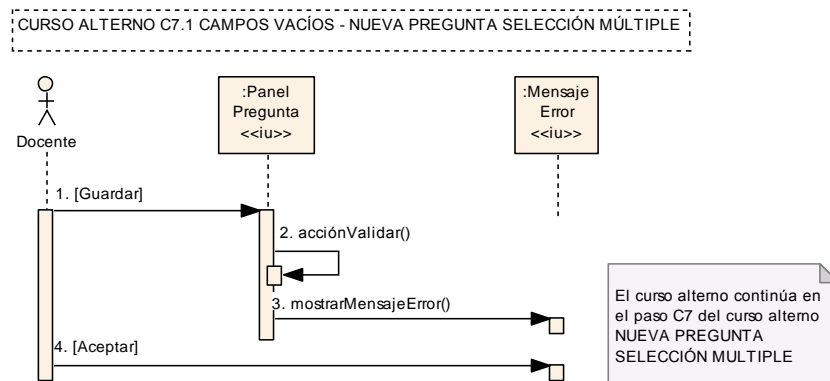 CURSO ALTERNO C7.1 CAMPOS VACÍOS - NUEVA PREGUNTA SELECCIÓN MÚLTIPLE
:Panel
Pregunta
<<iu>>
:Mensaje
Error
<<iu>>
Docente
1. [Guardar]
2. acciónValidar()
3. mostrarMensajeError()
4. [Aceptar]
El curso alterno continúa en
el paso C7 del curso alterno
NUEVA PREGUNTA
SELECCIÓN MULTIPLE